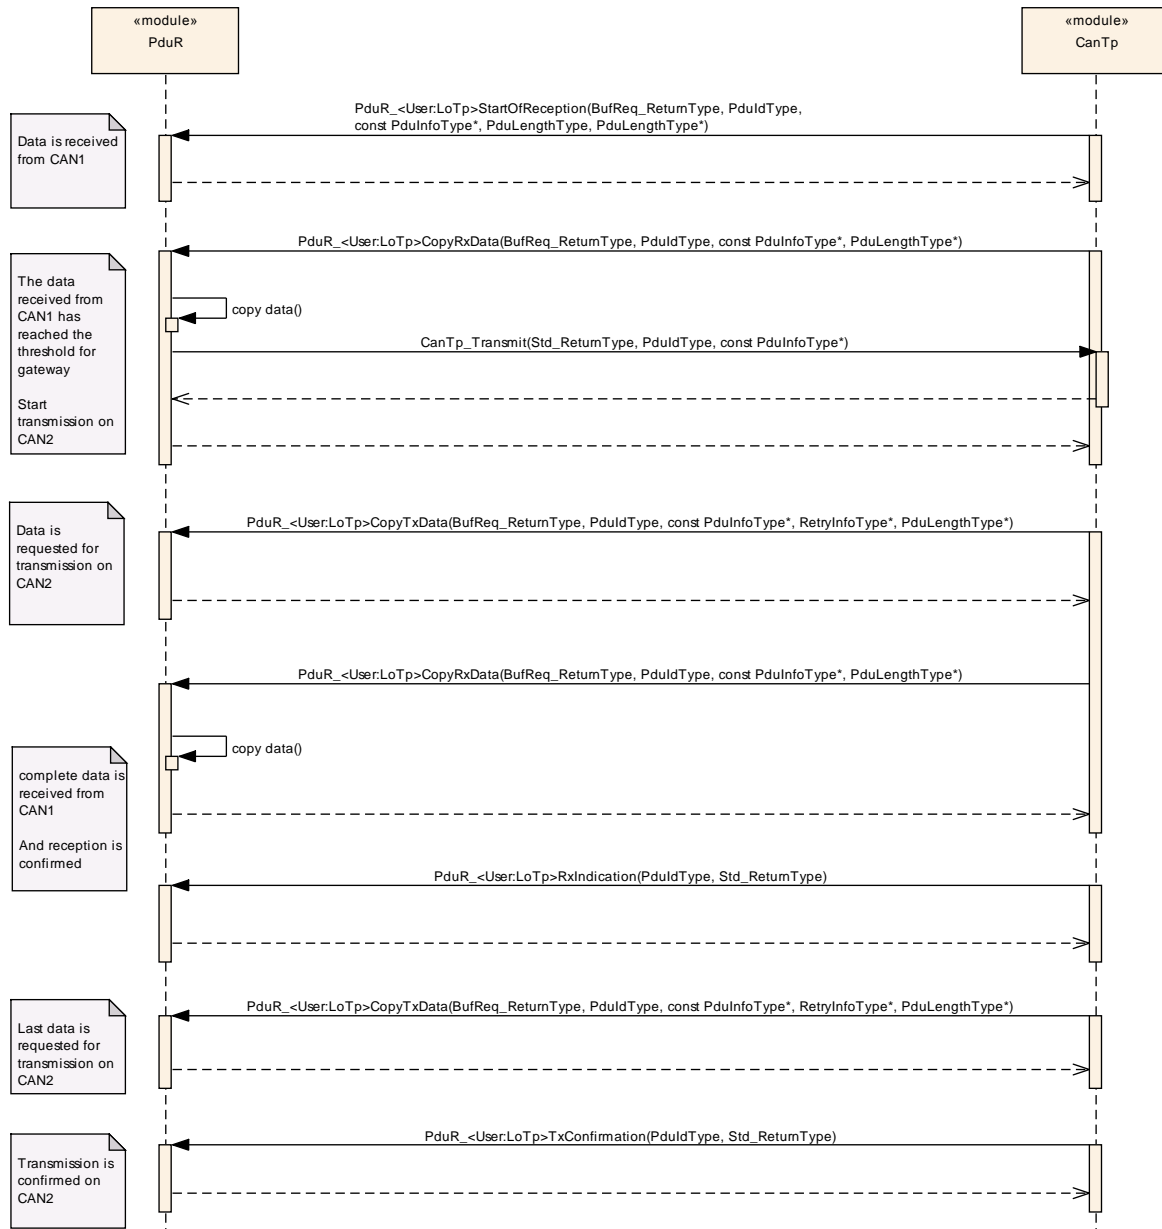 «module»
PduR
«module»
CanTp
Data is received
from CAN1
PduR_<User:LoTp>StartOfReception(BufReq_ReturnType, PduIdType,
const PduInfoType*, PduLengthType, PduLengthType*)
PduR_<User:LoTp>CopyRxData(BufReq_ReturnType, PduIdType, const PduInfoType*, PduLengthType*)
The data
received from
CAN1 has
reached the
threshold for
gateway
Start
transmission on
CAN2
copy data()
CanTp_Transmit(Std_ReturnType, PduIdType, const PduInfoType*)
Data is
requested for
transmission on
CAN2
PduR_<User:LoTp>CopyTxData(BufReq_ReturnType, PduIdType, const PduInfoType*, RetryInfoType*, PduLengthType*)
PduR_<User:LoTp>CopyRxData(BufReq_ReturnType, PduIdType, const PduInfoType*, PduLengthType*)
copy data()
complete data is
received from
CAN1
And reception is
confirmed
PduR_<User:LoTp>RxIndication(PduIdType, Std_ReturnType)
Last data is
requested for
transmission on
CAN2
PduR_<User:LoTp>CopyTxData(BufReq_ReturnType, PduIdType, const PduInfoType*, RetryInfoType*, PduLengthType*)
Transmission is
confirmed on
CAN2
PduR_<User:LoTp>TxConfirmation(PduIdType, Std_ReturnType)